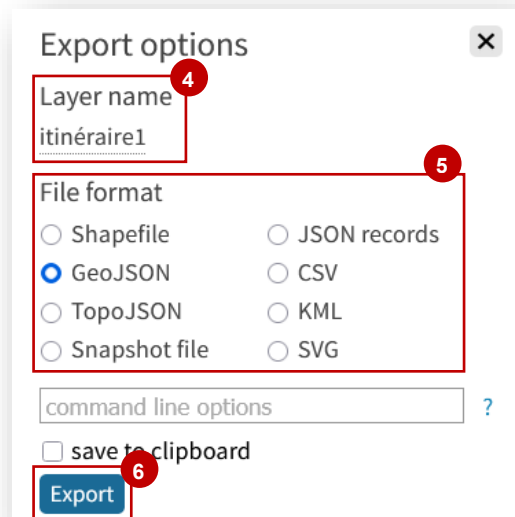 Export options
4
Layer name
itinéraire1
5
File format
Shapefile JSON records
GeoJSON CSV
TopoJSON KML
Snapshot file SVG
command line options ?
save to clipboard
6
Export